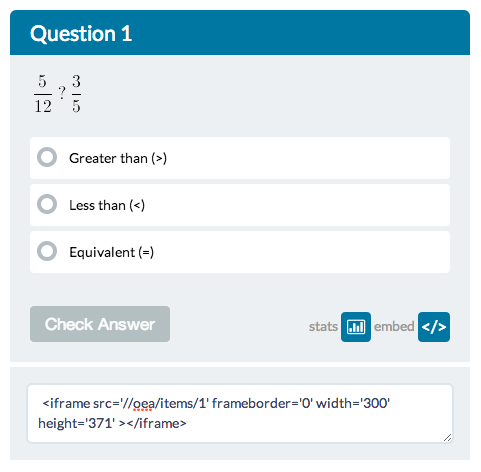 Question 1
5/12 ? 3/5
Greater than (>)
Less than (<)
Equivalent (=)
Check Answer
stats embed </>
<iframe src='//oea/items/1' frameborder='0' width='300'
height='371' ></iframe>